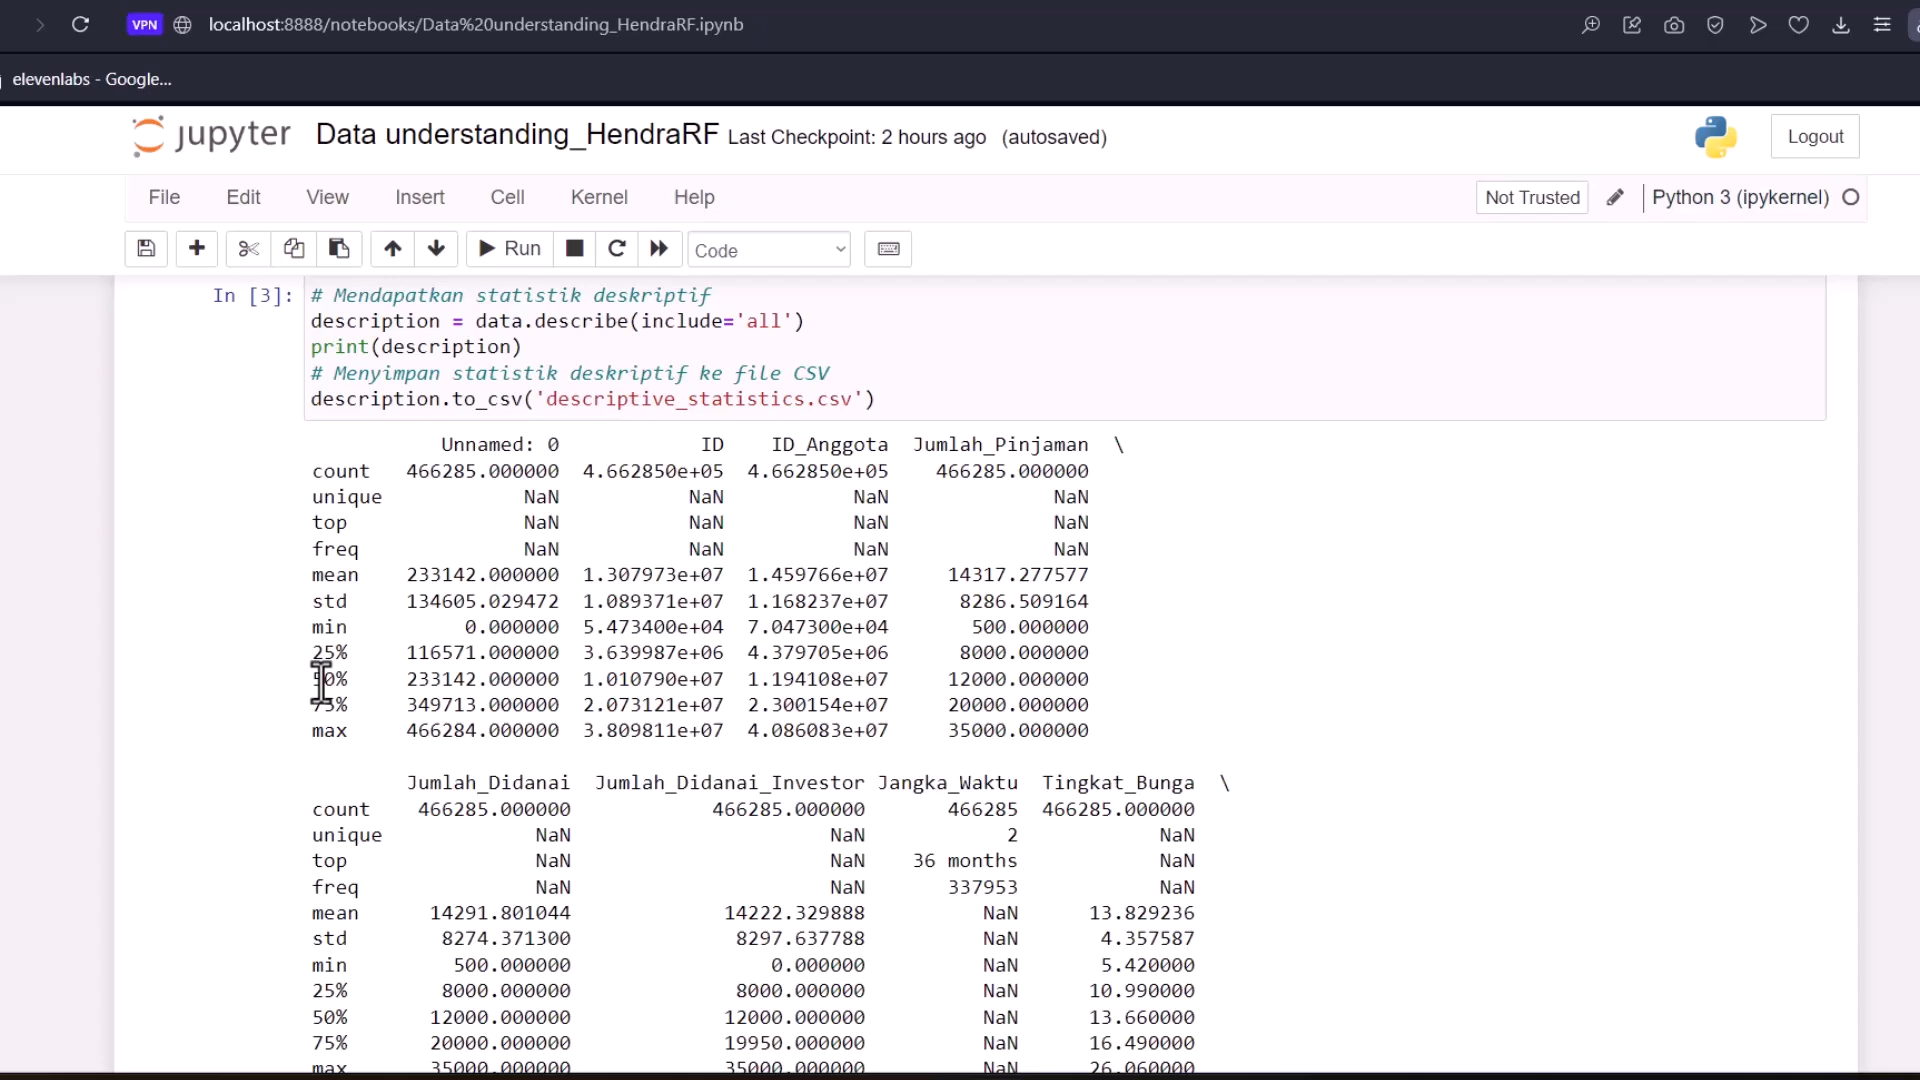 VPN localhost:8888/notebooks/Data%20understanding_HendraRF.ipynb
elevenlabs - Google...
jupyter Data understanding_HendraRF Last Checkpoint: 2 hours ago (autosaved) Logout
File Edit View Insert Cell Kernel Help Not Trusted Python 3 (ipykernel)
Run Code
In [3]: # Mendapatkan statistik deskriptif
description = data.describe(include='all')
print(description)
# Menyimpan statistik deskriptif ke file CSV
description.to_csv('descriptive_statistics.csv')
Unnamed: 0 ID ID_Anggota Jumlah_Pinjaman \
count 466285.000000 4.662850e+05 4.662850e+05 466285.000000
unique NaN NaN NaN NaN
top NaN NaN NaN NaN
freq NaN NaN NaN NaN
mean 233142.000000 1.307973e+07 1.459766e+07 14317.277577
std 134605.029472 1.089371e+07 1.168237e+07 8286.509164
min 0.000000 5.473400e+04 7.047300e+04 500.000000
25% 116571.000000 3.639987e+06 4.379705e+06 8000.000000
50% 233142.000000 1.010790e+07 1.194108e+07 12000.000000
75% 349713.000000 2.073121e+07 2.300154e+07 20000.000000
max 466284.000000 3.809811e+07 4.086083e+07 35000.000000
Jumlah_Didanai Jumlah_Didanai_Investor Jangka_Waktu Tingkat_Bunga \
count 466285.000000 466285.000000 466285 466285.000000
unique NaN NaN 2 NaN
top NaN NaN 36 months NaN
freq NaN NaN 337953 NaN
mean 14291.801044 14222.329888 NaN 13.829236
std 8274.371300 8297.637788 NaN 4.357587
min 500.000000 0.000000 NaN 5.420000
25% 8000.000000 8000.000000 NaN 10.990000
50% 12000.000000 12000.000000 NaN 13.660000
75% 20000.000000 19950.000000 NaN 16.490000
max 35000.000000 35000.000000 NaN 26.060000